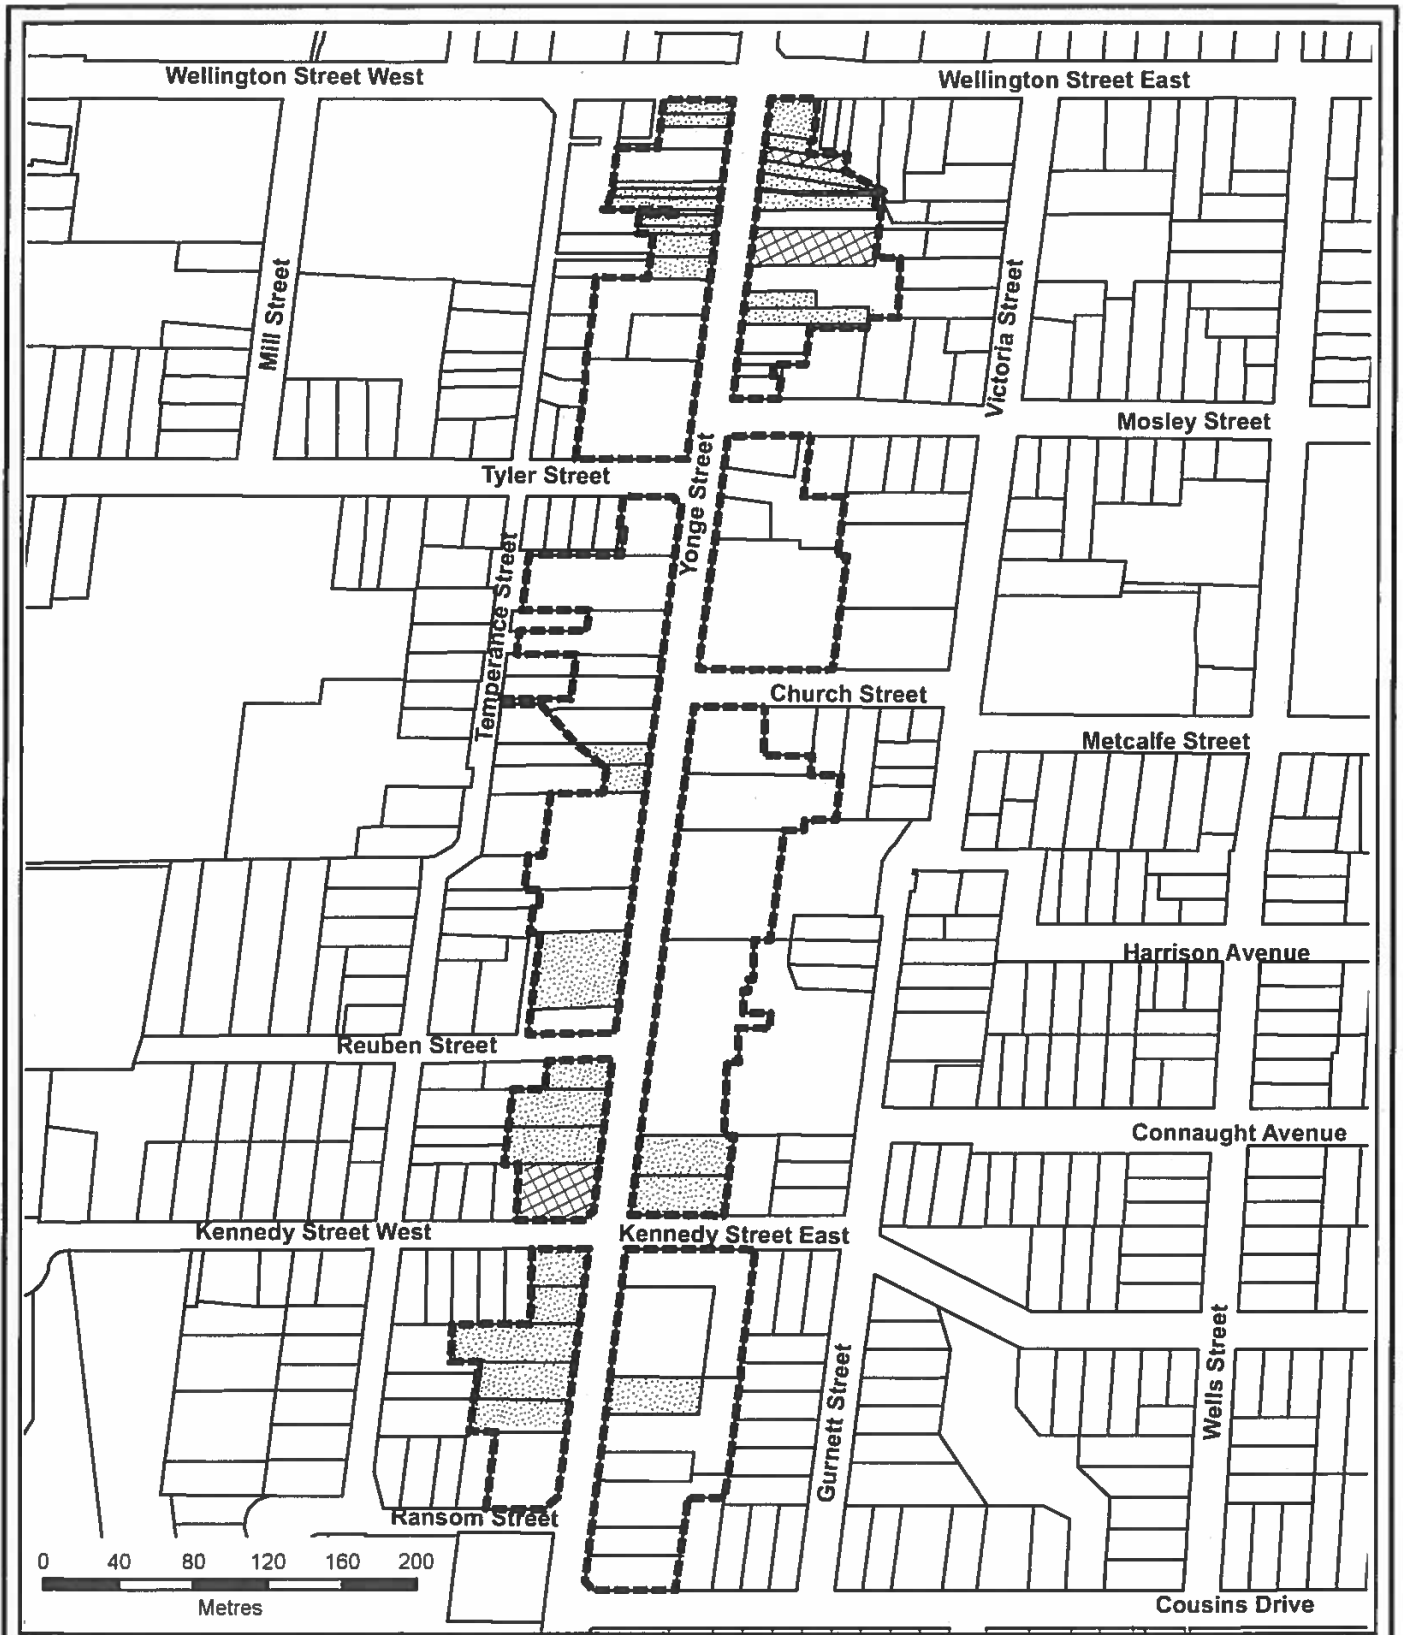 Wellington Street West
Wellington Street East
Mill Street
Victoria Street
Mosley Street
Tyler Street
Yonge Street
Temperance Street
Church Street
Metcalfe Street
Harrison Avenue
Reuben Street
Connaught Avenue
Kennedy Street West
Kennedy Street East
Gurnett Street
Wells Street
Ransom Street
0 40 80 120 160 200
Metres
Cousins Drive